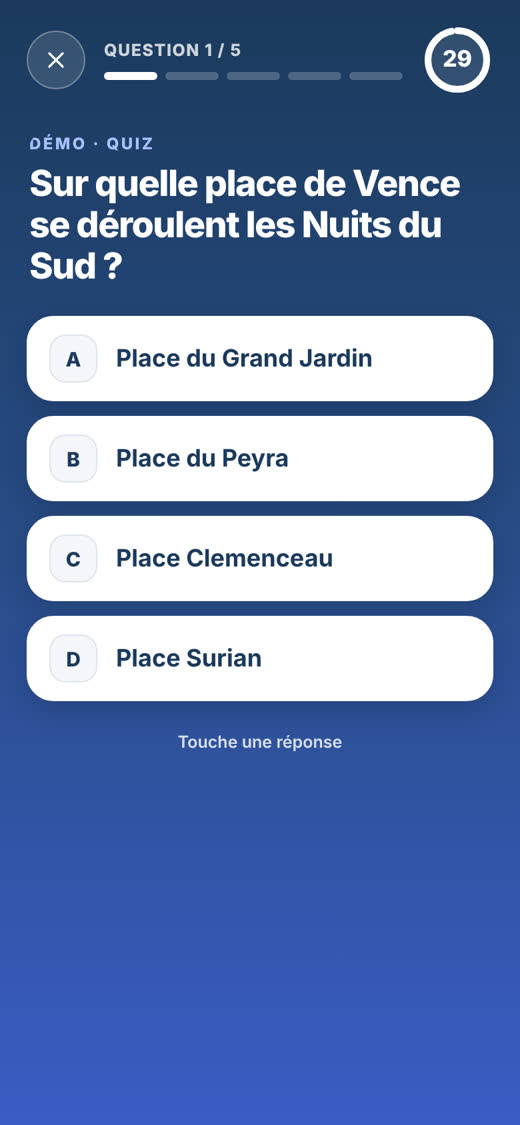 QUESTION 1 / 5
29
DÉMO · QUIZ
Sur quelle place de Vence
se déroulent les Nuits du
Sud ?
A Place du Grand Jardin
B Place du Peyra
C Place Clemenceau
D Place Surian
Touche une réponse